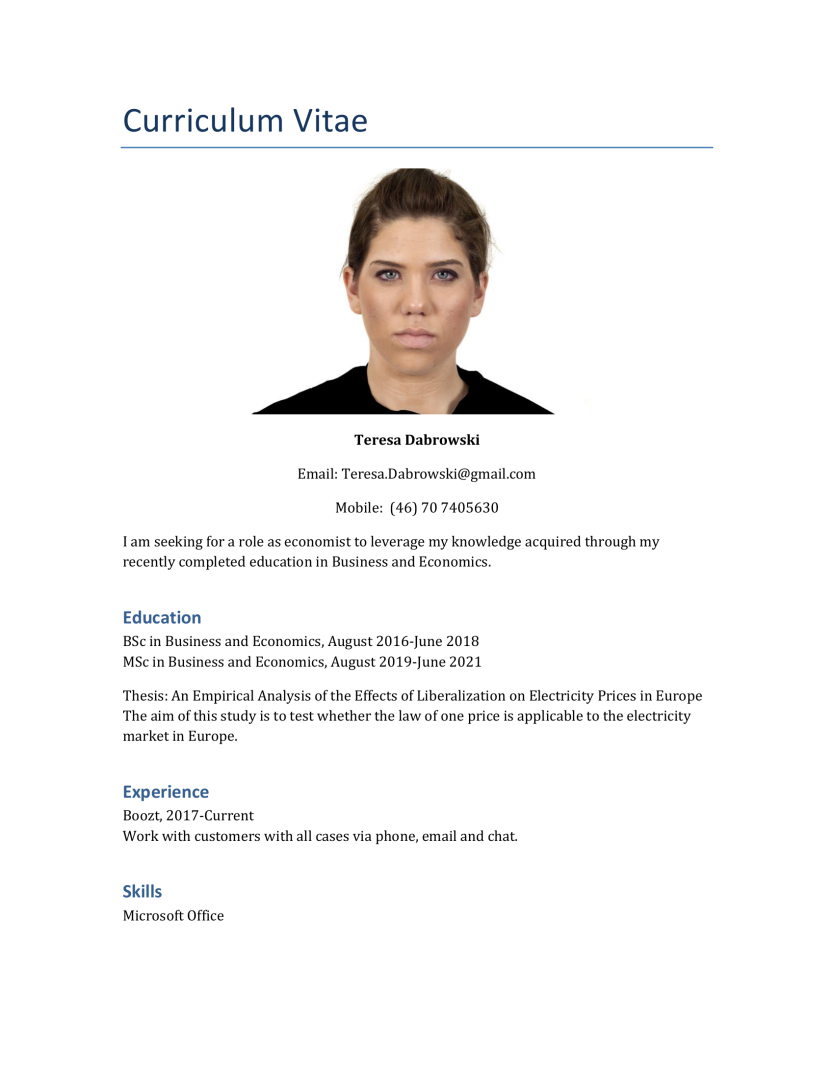 Curriculum Vitae
Teresa Dabrowski
Email: Teresa.Dabrowski@gmail.com
Mobile:  (46) 70 7405630
I am seeking for a role as economist to leverage my knowledge acquired through my
recently completed education in Business and Economics.
Education
BSc in Business and Economics, August 2016-June 2018
MSc in Business and Economics, August 2019-June 2021
Thesis: An Empirical Analysis of the Effects of Liberalization on Electricity Prices in Europe
The aim of this study is to test whether the law of one price is applicable to the electricity
market in Europe.
Experience
Boozt, 2017-Current
Work with customers with all cases via phone, email and chat.
Skills
Microsoft Office